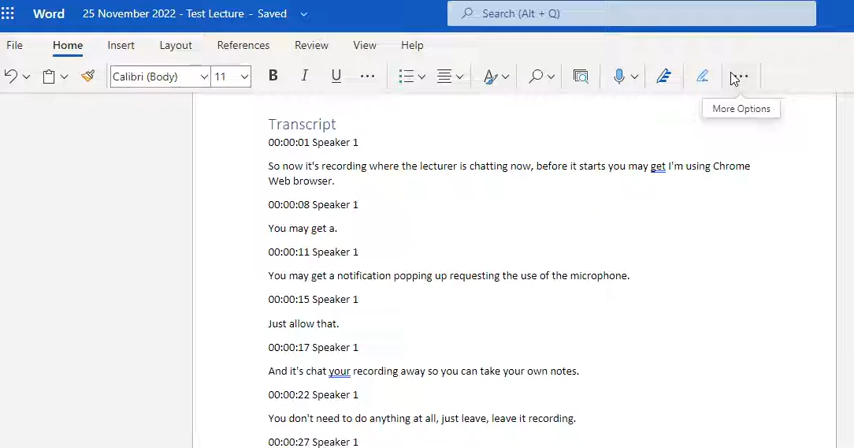 Word 25 November 2022 - Test Lecture - Saved Search (Alt + Q)
File Home Insert Layout References Review View Help
Calibri (Body) 11 B I U A
More Options
Transcript
00:00:01 Speaker 1
So now it's recording where the lecturer is chatting now, before it starts you may get I'm using Chrome
Web browser.
00:00:08 Speaker 1
You may get a.
00:00:11 Speaker 1
You may get a notification popping up requesting the use of the microphone.
00:00:15 Speaker 1
Just allow that.
00:00:17 Speaker 1
And it's chat your recording away so you can take your own notes.
00:00:22 Speaker 1
You don't need to do anything at all, just leave, leave it recording.
00:00:27 Speaker 1